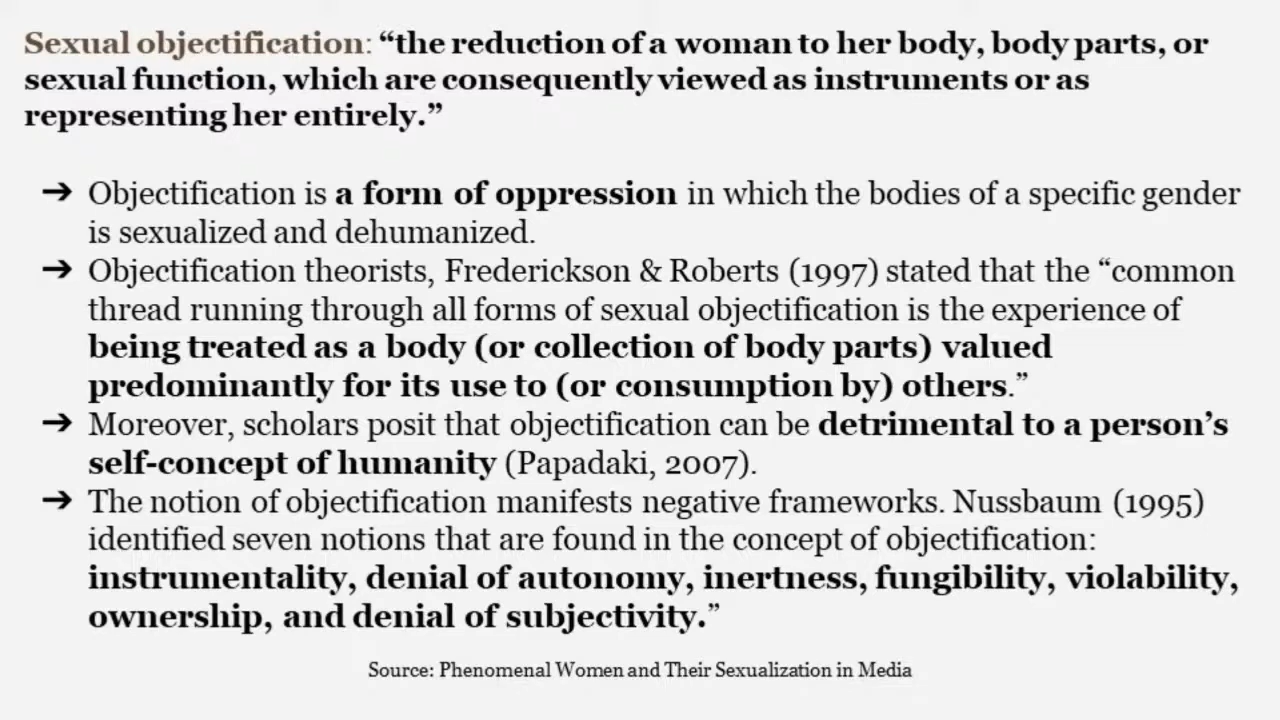 Sexual objectification: “the reduction of a woman to her body, body parts, or
sexual function, which are consequently viewed as instruments or as
representing her entirely.”
➔ Objectification is a form of oppression in which the bodies of a specific gender
is sexualized and dehumanized.
➔ Objectification theorists, Frederickson & Roberts (1997) stated that the “common
thread running through all forms of sexual objectification is the experience of
being treated as a body (or collection of body parts) valued
predominantly for its use to (or consumption by) others.”
➔ Moreover, scholars posit that objectification can be detrimental to a person’s
self-concept of humanity (Papadaki, 2007).
➔ The notion of objectification manifests negative frameworks. Nussbaum (1995)
identified seven notions that are found in the concept of objectification:
instrumentality, denial of autonomy, inertness, fungibility, violability,
ownership, and denial of subjectivity.”
Source: Phenomenal Women and Their Sexualization in Media